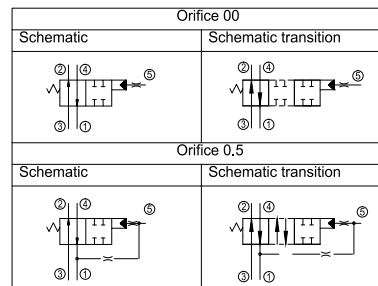 Orifice 00
Schematic Schematic transition
② ④ ⑤ ② ④ ⑤
③ ① ③ ①
Orifice 0.5
Schematic Schematic transition
② ④ ⑤ ② ④ ⑤
③ ① ③ ①